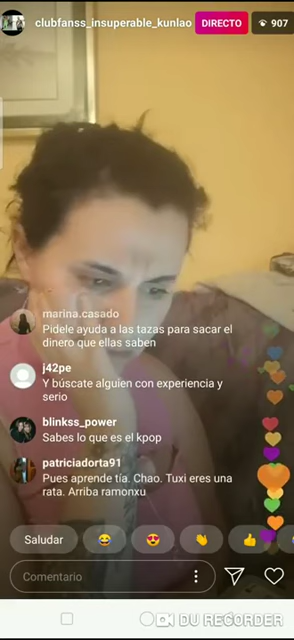 clubfanss_insuperable_kunlao
DIRECTO
907
marina.casado
Pidele ayuda a las tazas para sacar el
dinero que ellas saben
j42pe
Y búscate alguien con experiencia y
serio
blinkss_power
Sabes lo que es el kpop
patriciadorta91
Pues aprende tía. Chao. Tuxi eres una
rata. Arriba ramonxu
Saludar
Comentario
DU RECORDER